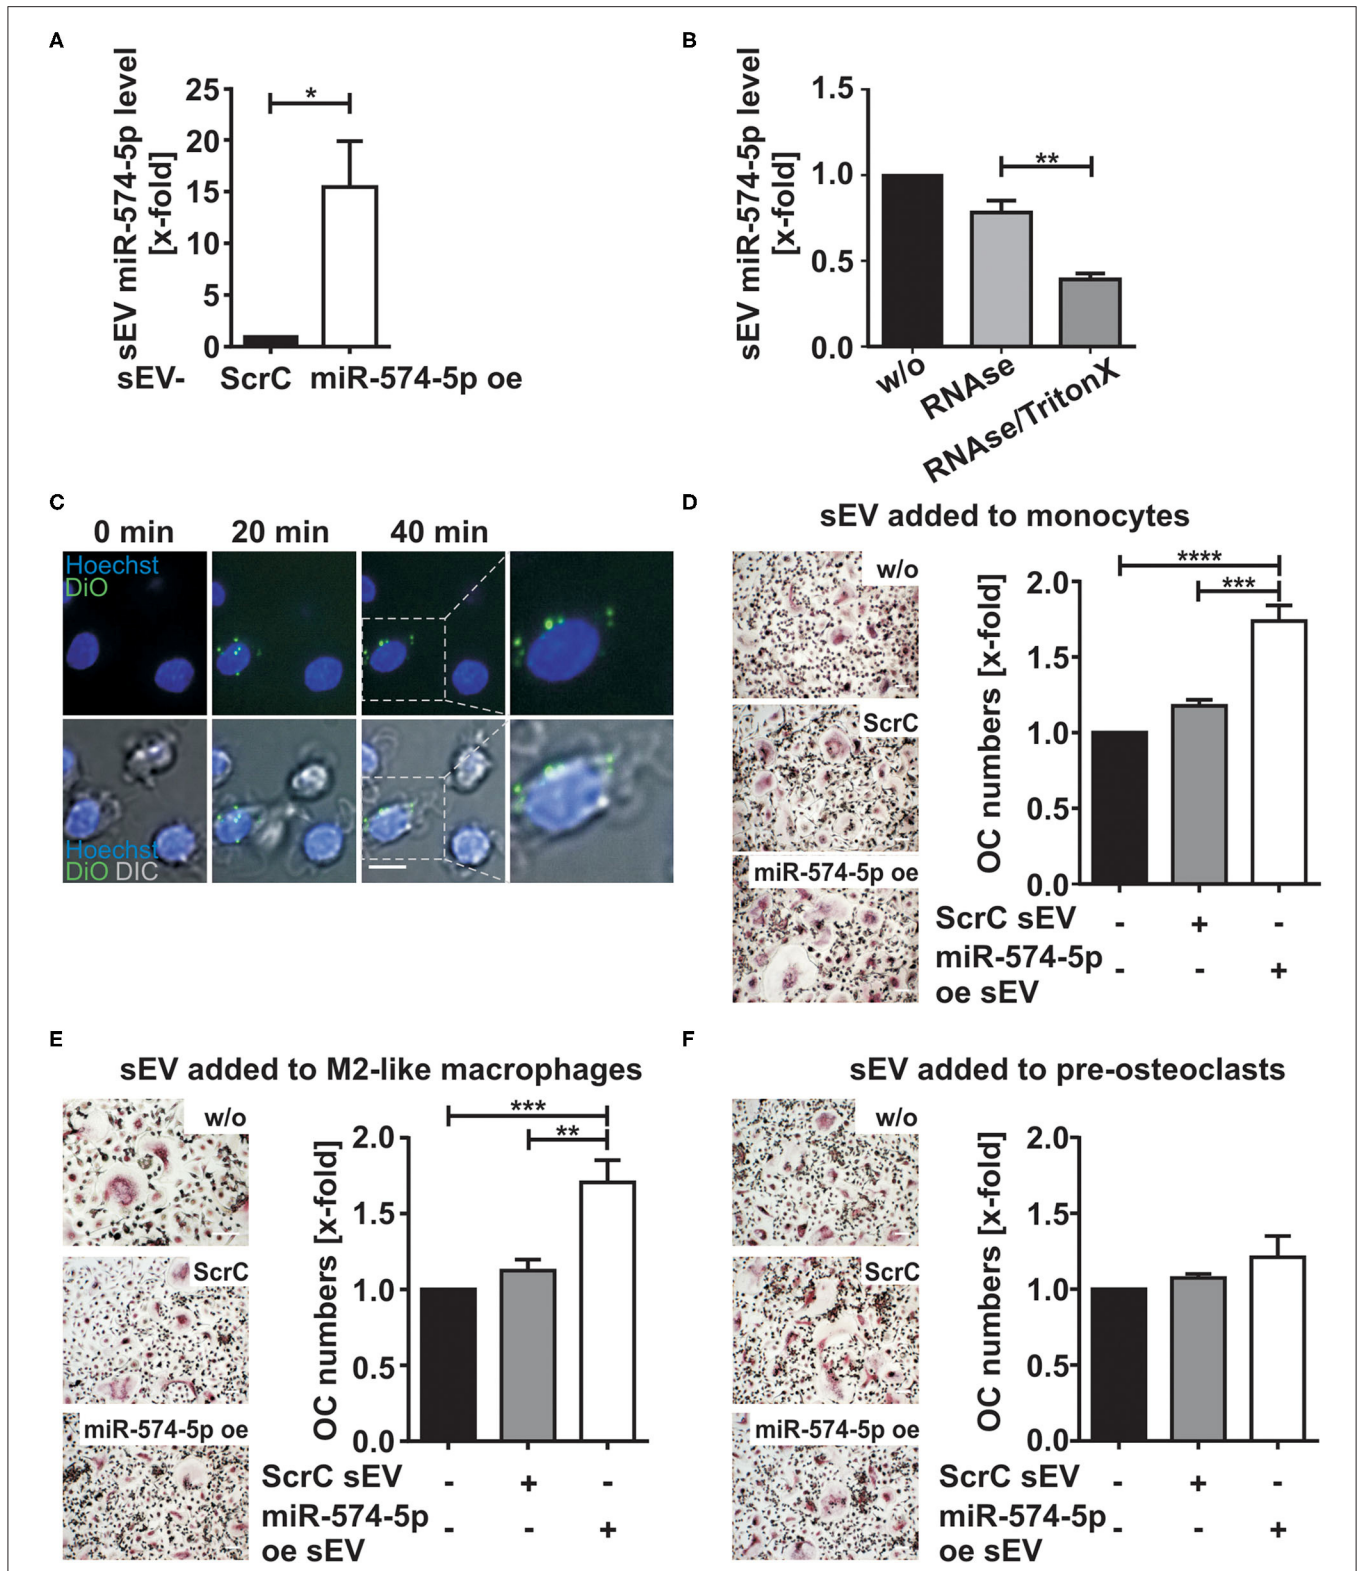 A
sEV miR-574-5p level
[x-fold]
25
20
15
10
5
0
*
sEV- ScrC miR-574-5p oe
B
sEV miR-574-5p level
[x-fold]
1.5
1.0
0.5
0.0
**
w/o
RNAse
RNAse/TritonX
C
0 min 20 min 40 min
Hoechst
DiO
Hoechst
DiO DIC
D
sEV added to monocytes
w/o
ScrC
miR-574-5p oe
OC numbers [x-fold]
2.0
1.5
1.0
0.5
0.0
****
***
ScrC sEV - + -
miR-574-5p
oe sEV - - +
E
sEV added to M2-like macrophages
w/o
ScrC
miR-574-5p oe
OC numbers [x-fold]
2.0
1.5
1.0
0.5
0.0
***
**
ScrC sEV - + -
miR-574-5p
oe sEV - - +
F
sEV added to pre-osteoclasts
w/o
ScrC
miR-574-5p oe
OC numbers [x-fold]
2.0
1.5
1.0
0.5
0.0
ScrC sEV - + -
miR-574-5p
oe sEV - - +